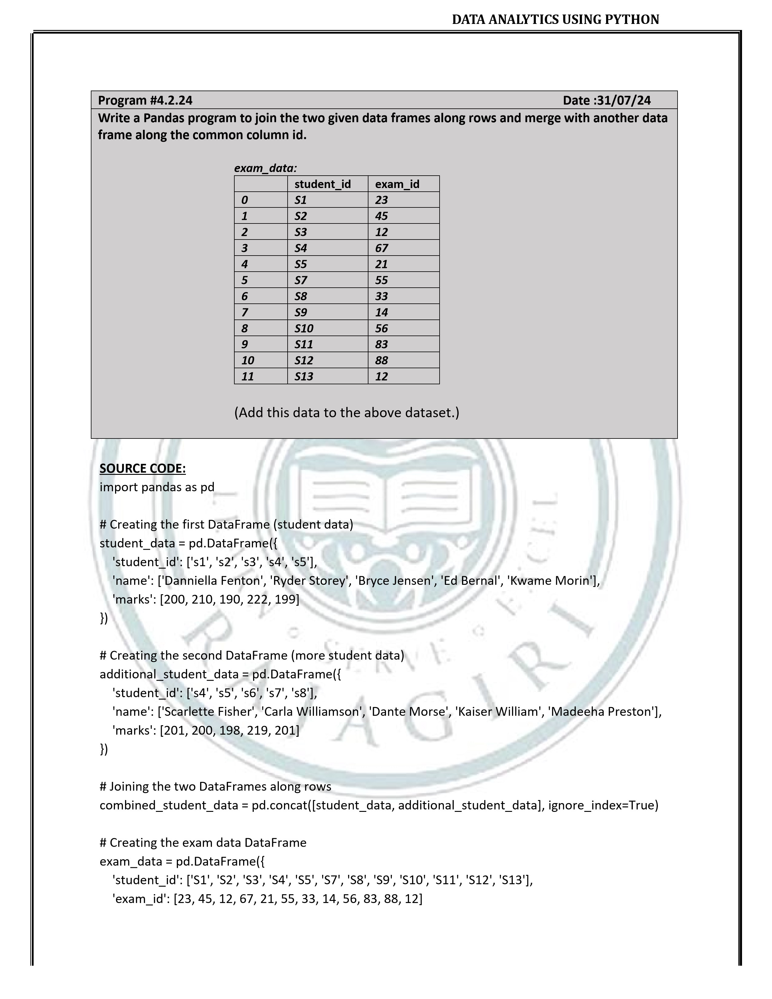 DATA ANALYTICS USING PYTHON
Program #4.2.24 Date :31/07/24
Write a Pandas program to join the two given data frames along rows and merge with another data
frame along the common column id.
exam_data:
student_id exam_id
0 S1 23
1 S2 45
2 S3 12
3 S4 67
4 S5 21
5 S7 55
6 S8 33
7 S9 14
8 S10 56
9 S11 83
10 S12 88
11 S13 12
(Add this data to the above dataset.)
SOURCE CODE:
import pandas as pd
# Creating the first DataFrame (student data)
student_data = pd.DataFrame({
'student_id': ['s1', 's2', 's3', 's4', 's5'],
'name': ['Danniella Fenton', 'Ryder Storey', 'Bryce Jensen', 'Ed Bernal', 'Kwame Morin'],
'marks': [200, 210, 190, 222, 199]
})
# Creating the second DataFrame (more student data)
additional_student_data = pd.DataFrame({
'student_id': ['s4', 's5', 's6', 's7', 's8'],
'name': ['Scarlette Fisher', 'Carla Williamson', 'Dante Morse', 'Kaiser William', 'Madeeha Preston'],
'marks': [201, 200, 198, 219, 201]
})
# Joining the two DataFrames along rows
combined_student_data = pd.concat([student_data, additional_student_data], ignore_index=True)
# Creating the exam data DataFrame
exam_data = pd.DataFrame({
'student_id': ['S1', 'S2', 'S3', 'S4', 'S5', 'S7', 'S8', 'S9', 'S10', 'S11', 'S12', 'S13'],
'exam_id': [23, 45, 12, 67, 21, 55, 33, 14, 56, 83, 88, 12]
SERVE
RAJAGIRI